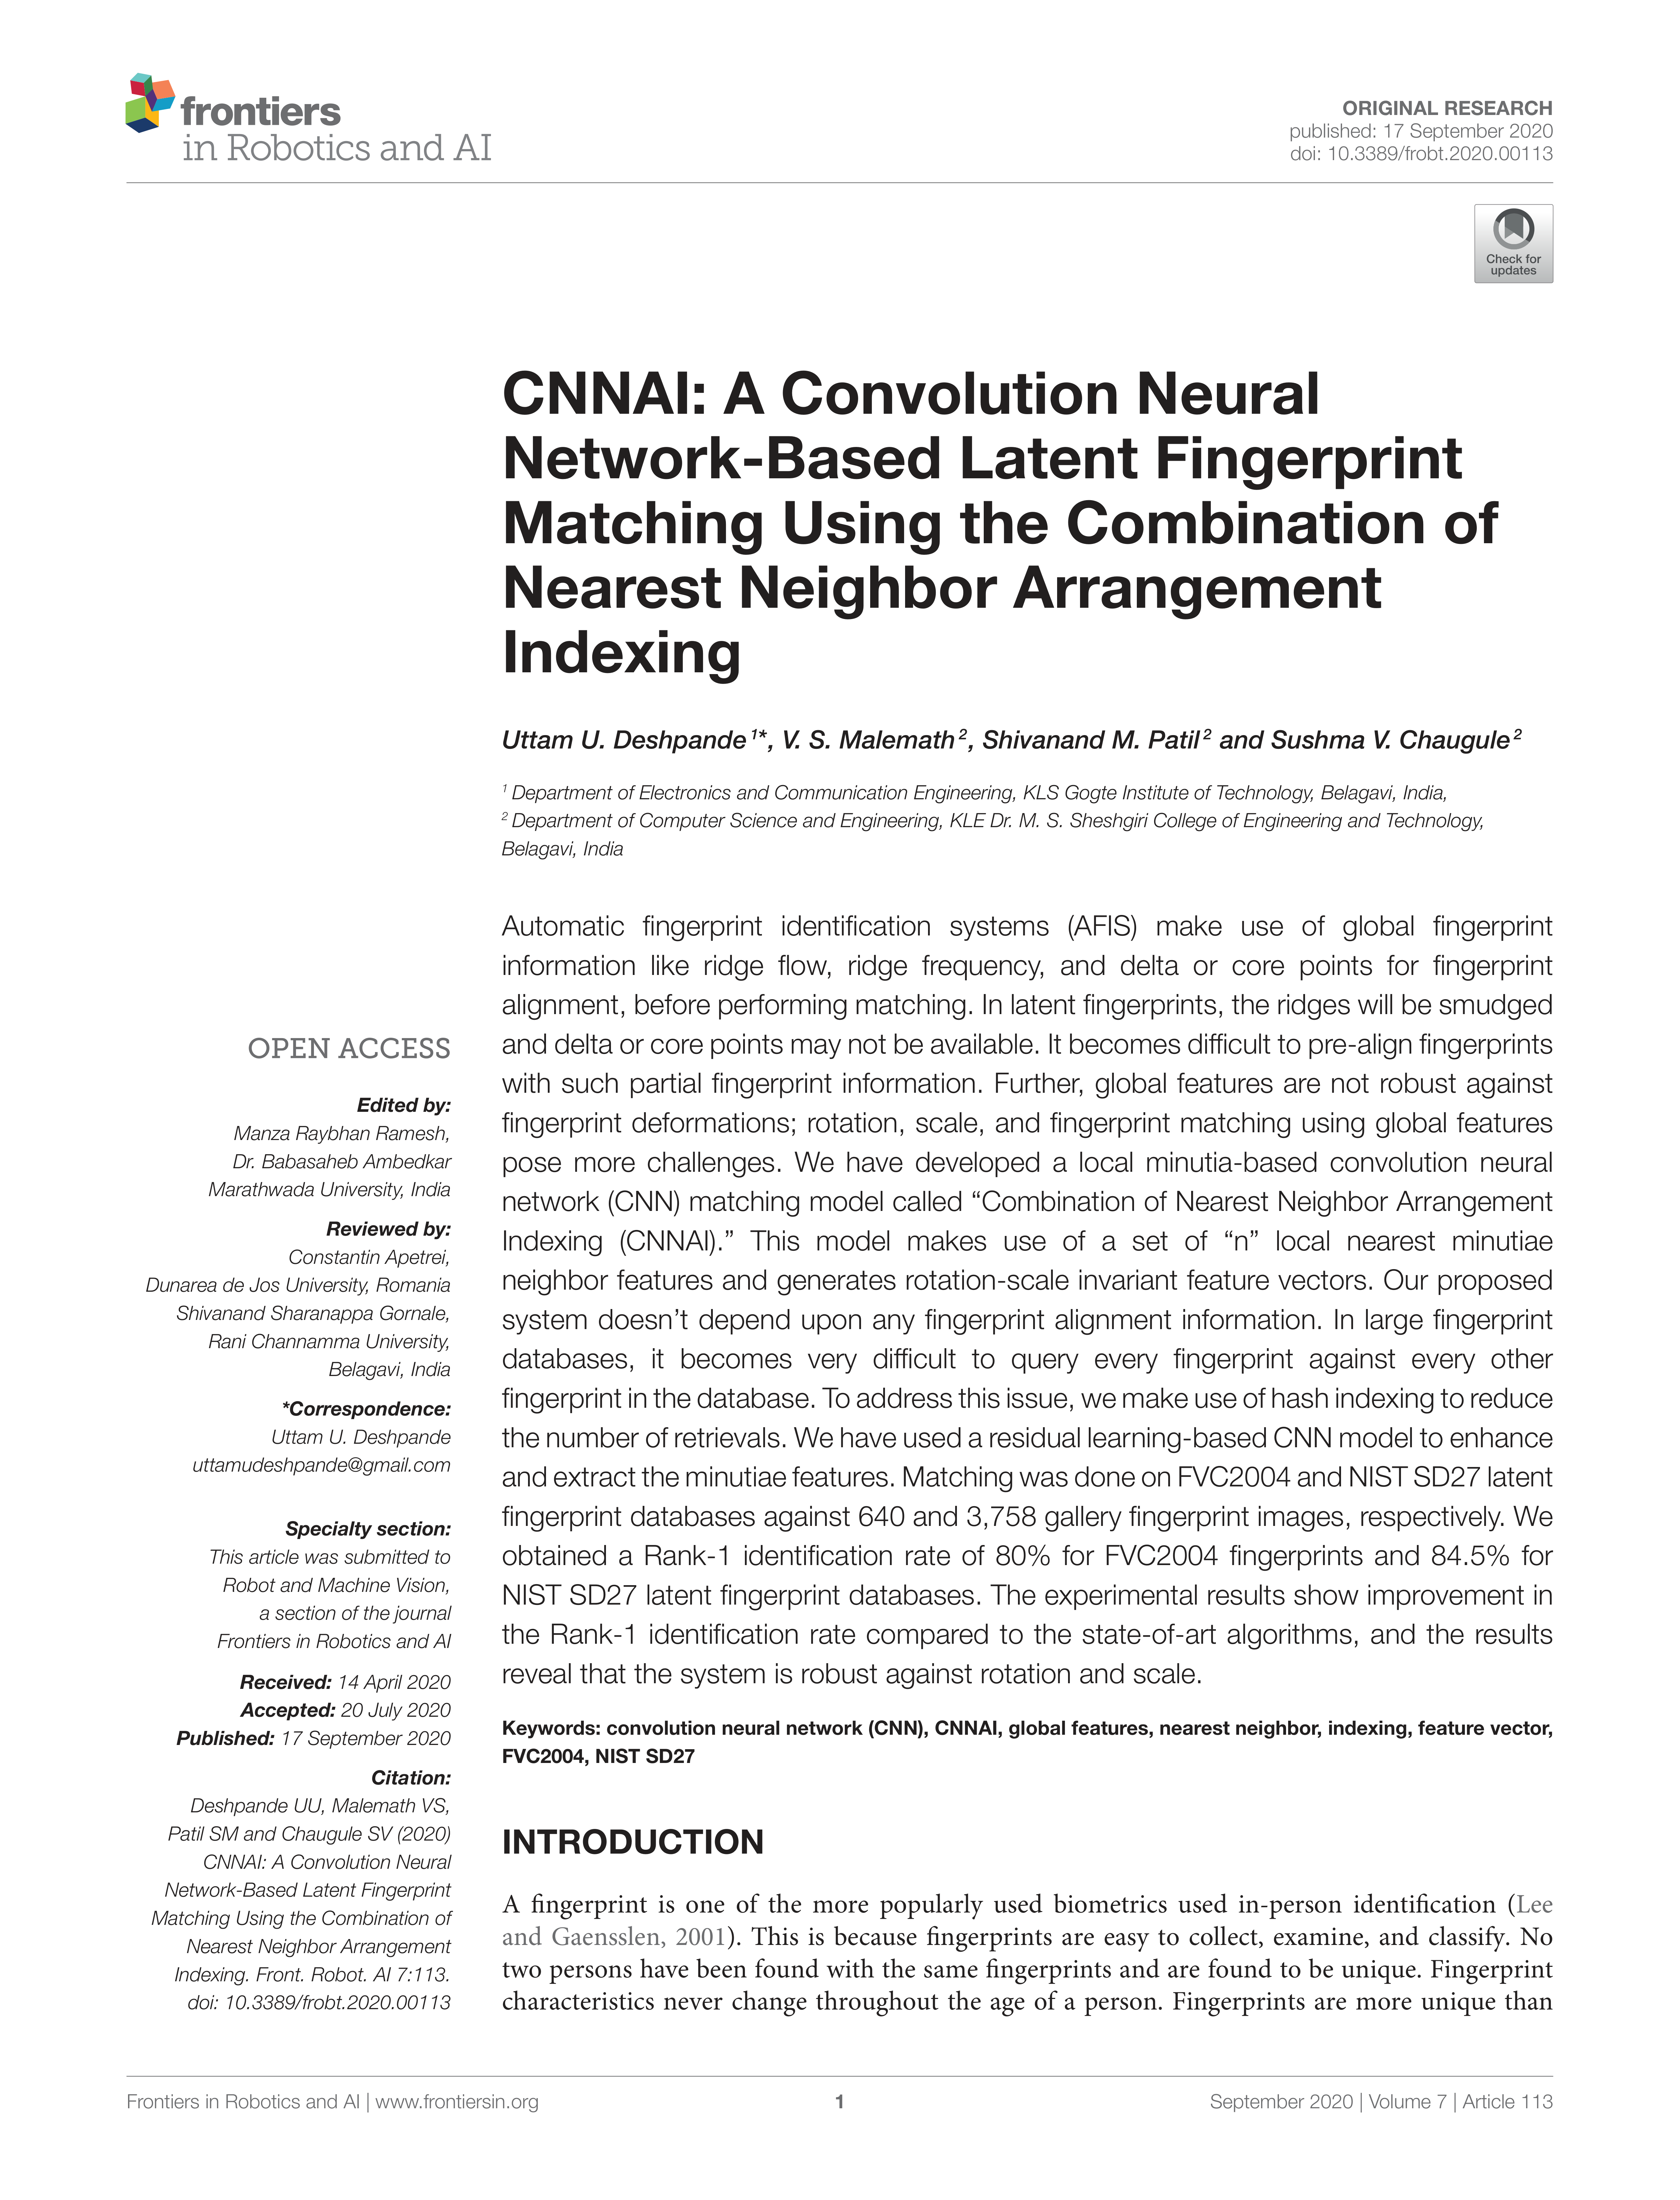 frontiers
in Robotics and AI
ORIGINAL RESEARCH
published: 17 September 2020
doi: 10.3389/frobt.2020.00113
Check for
updates
CNNAI: A Convolution Neural
Network-Based Latent Fingerprint
Matching Using the Combination of
Nearest Neighbor Arrangement
Indexing
Uttam U. Deshpande 1*, V. S. Malemath 2, Shivanand M. Patil 2 and Sushma V. Chaugule 2
1 Department of Electronics and Communication Engineering, KLS Gogte Institute of Technology, Belagavi, India,
2 Department of Computer Science and Engineering, KLE Dr. M. S. Sheshgiri College of Engineering and Technology,
Belagavi, India
Automatic fingerprint identification systems (AFIS) make use of global fingerprint
information like ridge flow, ridge frequency, and delta or core points for fingerprint
alignment, before performing matching. In latent fingerprints, the ridges will be smudged
and delta or core points may not be available. It becomes difficult to pre-align fingerprints
with such partial fingerprint information. Further, global features are not robust against
fingerprint deformations; rotation, scale, and fingerprint matching using global features
pose more challenges. We have developed a local minutia-based convolution neural
network (CNN) matching model called “Combination of Nearest Neighbor Arrangement
Indexing (CNNAI).” This model makes use of a set of “n” local nearest minutiae
neighbor features and generates rotation-scale invariant feature vectors. Our proposed
system doesn’t depend upon any fingerprint alignment information. In large fingerprint
databases, it becomes very difficult to query every fingerprint against every other
fingerprint in the database. To address this issue, we make use of hash indexing to reduce
the number of retrievals. We have used a residual learning-based CNN model to enhance
and extract the minutiae features. Matching was done on FVC2004 and NIST SD27 latent
fingerprint databases against 640 and 3,758 gallery fingerprint images, respectively. We
obtained a Rank-1 identification rate of 80% for FVC2004 fingerprints and 84.5% for
NIST SD27 latent fingerprint databases. The experimental results show improvement in
the Rank-1 identification rate compared to the state-of-art algorithms, and the results
reveal that the system is robust against rotation and scale.
Keywords: convolution neural network (CNN), CNNAI, global features, nearest neighbor, indexing, feature vector,
FVC2004, NIST SD27
OPEN ACCESS
Edited by:
Manza Raybhan Ramesh,
Dr. Babasaheb Ambedkar
Marathwada University, India
Reviewed by:
Constantin Apetrei,
Dunarea de Jos University, Romania
Shivanand Sharanappa Gornale,
Rani Channamma University,
Belagavi, India
*Correspondence:
Uttam U. Deshpande
uttamudeshpande@gmail.com
Specialty section:
This article was submitted to
Robot and Machine Vision,
a section of the journal
Frontiers in Robotics and AI
Received: 14 April 2020
Accepted: 20 July 2020
Published: 17 September 2020
Citation:
Deshpande UU, Malemath VS,
Patil SM and Chaugule SV (2020)
CNNAI: A Convolution Neural
Network-Based Latent Fingerprint
Matching Using the Combination of
Nearest Neighbor Arrangement
Indexing. Front. Robot. AI 7:113.
doi: 10.3389/frobt.2020.00113
INTRODUCTION
A fingerprint is one of the more popularly used biometrics used in-person identification (Lee
and Gaensslen, 2001). This is because fingerprints are easy to collect, examine, and classify. No
two persons have been found with the same fingerprints and are found to be unique. Fingerprint
characteristics never change throughout the age of a person. Fingerprints are more unique than
Frontiers in Robotics and AI | www.frontiersin.org
1
September 2020 | Volume 7 | Article 113